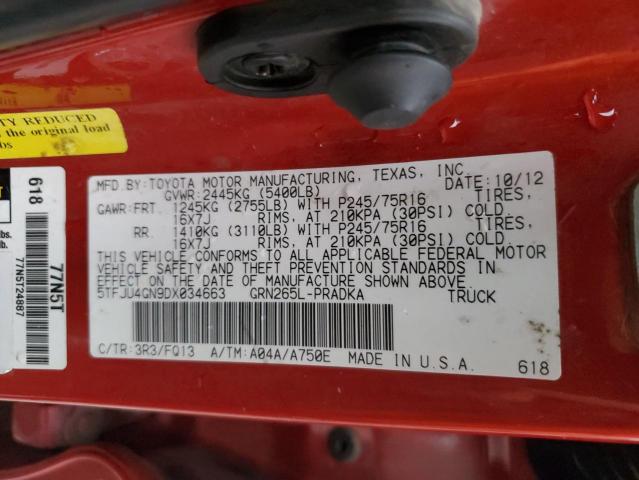 TY REDUCED
the original load
bs
618
77N5T24887
77N5T
lbs.
lb.
MFD.BY:TOYOTA MOTOR MANUFACTURING, TEXAS, INC. DATE:10/12
GVWR:2445KG (5400LB)
GAWR:FRT. 1245KG (2755LB) WITH P245/75R16 TIRES,
16X7J RIMS, AT 210KPA (30PSI) COLD.
RR. 1410KG (3110LB) WITH P245/75R16 TIRES,
16X7J RIMS, AT 210KPA (30PSI) COLD.
THIS VEHICLE CONFORMS TO ALL APPLICABLE FEDERAL MOTOR
VEHICLE SAFETY AND THEFT PREVENTION STANDARDS IN
EFFECT ON THE DATE OF MANUFACTURE SHOWN ABOVE.
5TFJU4GN9DX034663 GRN265L-PRADKA TRUCK
C/TR:3R3/FQ13 A/TM:A04A/A750E MADE IN U.S.A. 618